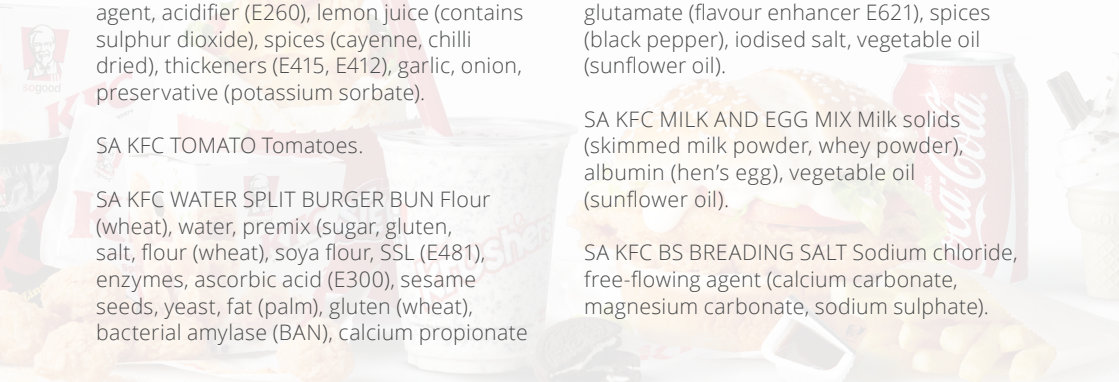 agent, acidifier (E260), lemon juice (contains
sulphur dioxide), spices (cayenne, chilli
dried), thickeners (E415, E412), garlic, onion,
preservative (potassium sorbate).
SA KFC TOMATO Tomatoes.
SA KFC WATER SPLIT BURGER BUN Flour
(wheat), water, premix (sugar, gluten,
salt, flour (wheat), soya flour, SSL (E481),
enzymes, ascorbic acid (E300), sesame
seeds, yeast, fat (palm), gluten (wheat),
bacterial amylase (BAN), calcium propionate
glutamate (flavour enhancer E621), spices
(black pepper), iodised salt, vegetable oil
(sunflower oil).
SA KFC MILK AND EGG MIX Milk solids
(skimmed milk powder, whey powder),
albumin (hen’s egg), vegetable oil
(sunflower oil).
SA KFC BS BREADING SALT Sodium chloride,
free-flowing agent (calcium carbonate,
magnesium carbonate, sodium sulphate).
sogood
KFC
Coca-Cola